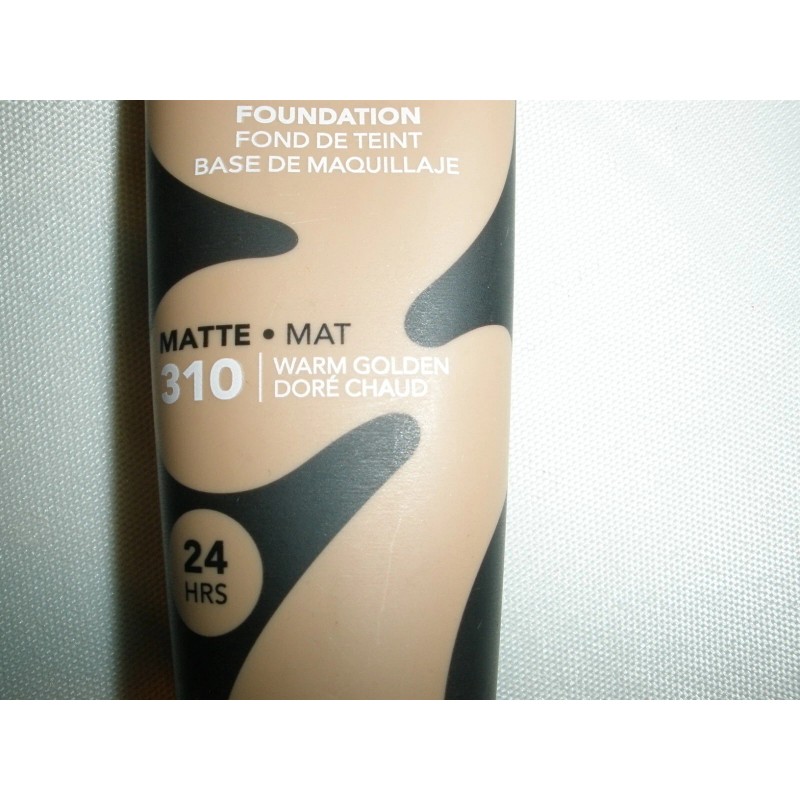 FOUNDATION
FOND DE TEINT
BASE DE MAQUILLAJE
MATTE • MAT
310 | WARM GOLDEN
DORÉ CHAUD
24
HRS